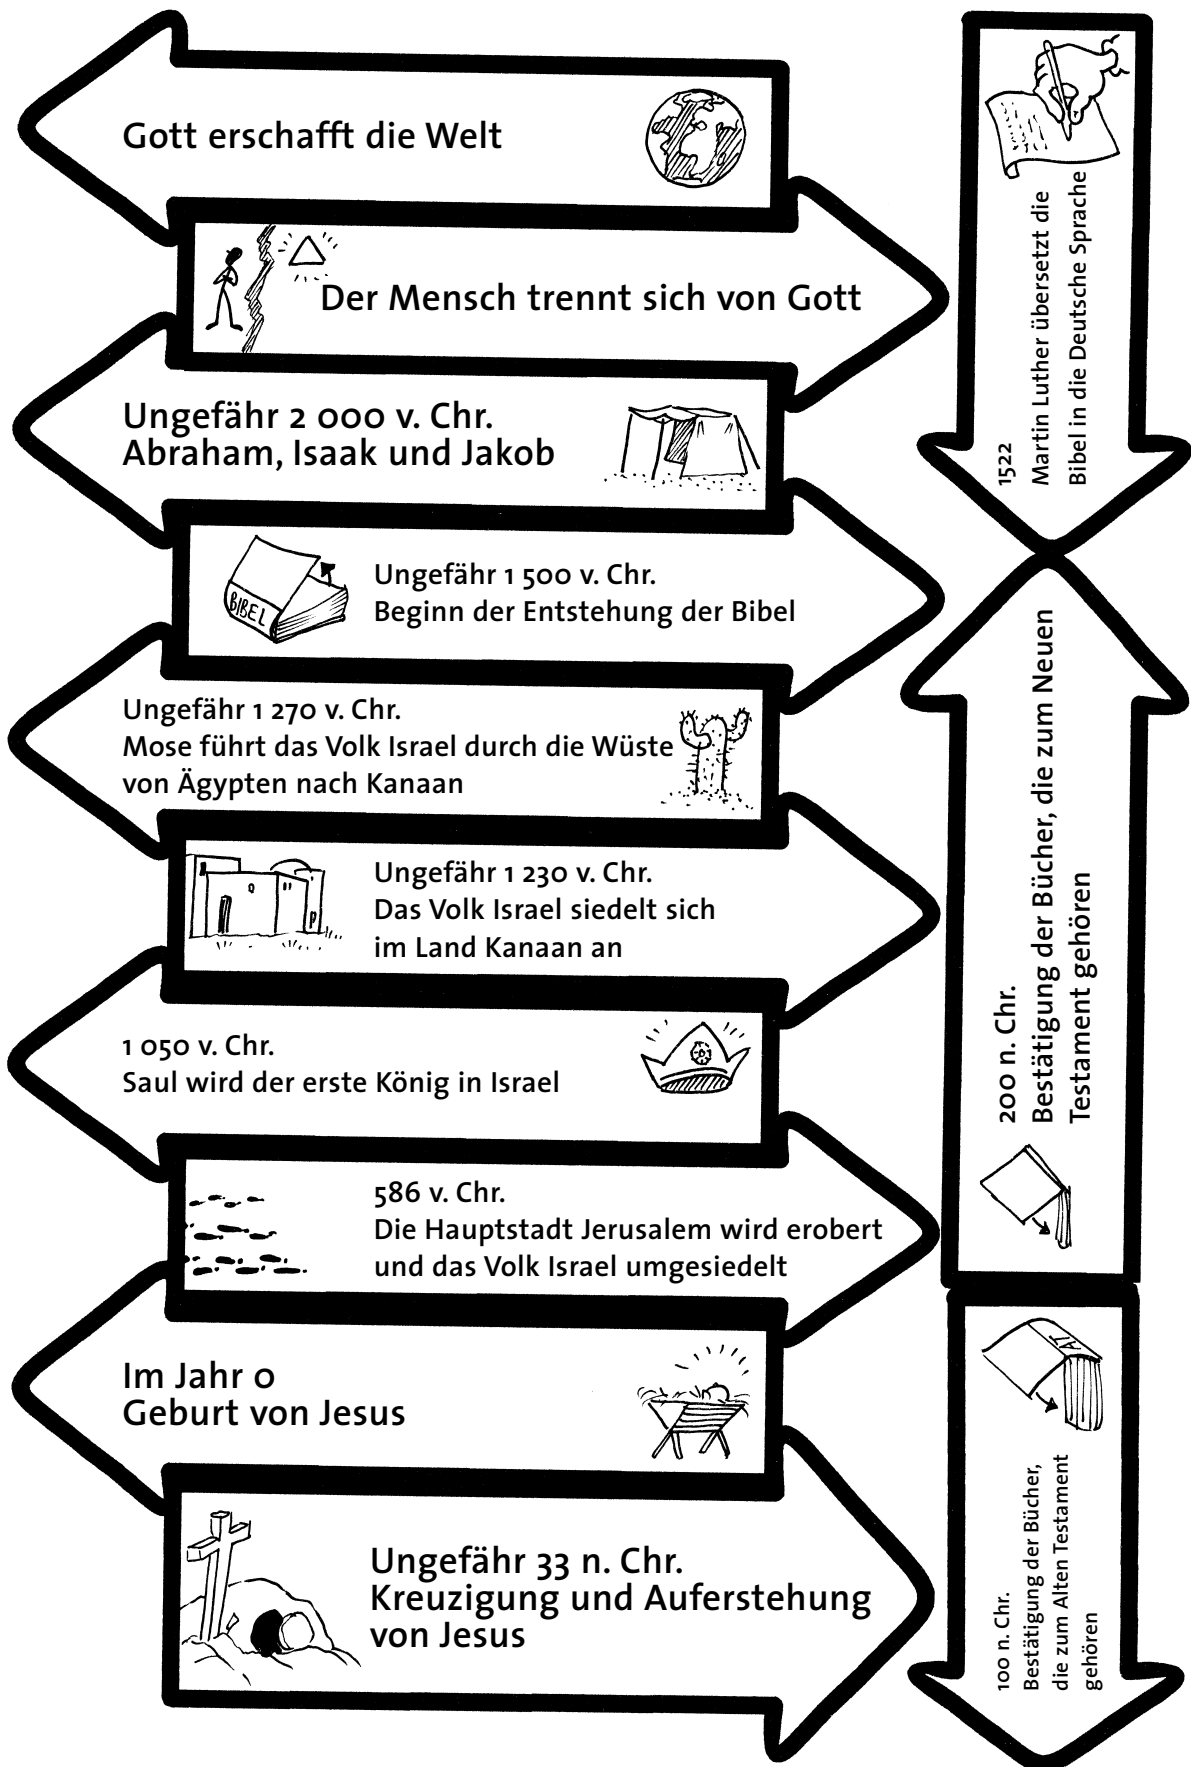 Gott erschafft die Welt
Der Mensch trennt sich von Gott
Ungefähr 2 000 v. Chr.
Abraham, Isaak und Jakob
BIBEL
Ungefähr 1 500 v. Chr.
Beginn der Entstehung der Bibel
Ungefähr 1 270 v. Chr.
Mose führt das Volk Israel durch die Wüste
von Ägypten nach Kanaan
Ungefähr 1 230 v. Chr.
Das Volk Israel siedelt sich
im Land Kanaan an
1 050 v. Chr.
Saul wird der erste König in Israel
586 v. Chr.
Die Hauptstadt Jerusalem wird erobert
und das Volk Israel umgesiedelt
Im Jahr 0
Geburt von Jesus
Ungefähr 33 n. Chr.
Kreuzigung und Auferstehung
von Jesus
AT
100 n. Chr.
Bestätigung der Bücher,
die zum Alten Testament
gehören
200 n. Chr.
Bestätigung der Bücher, die zum Neuen
Testament gehören
1522
Martin Luther übersetzt die
Bibel in die Deutsche Sprache